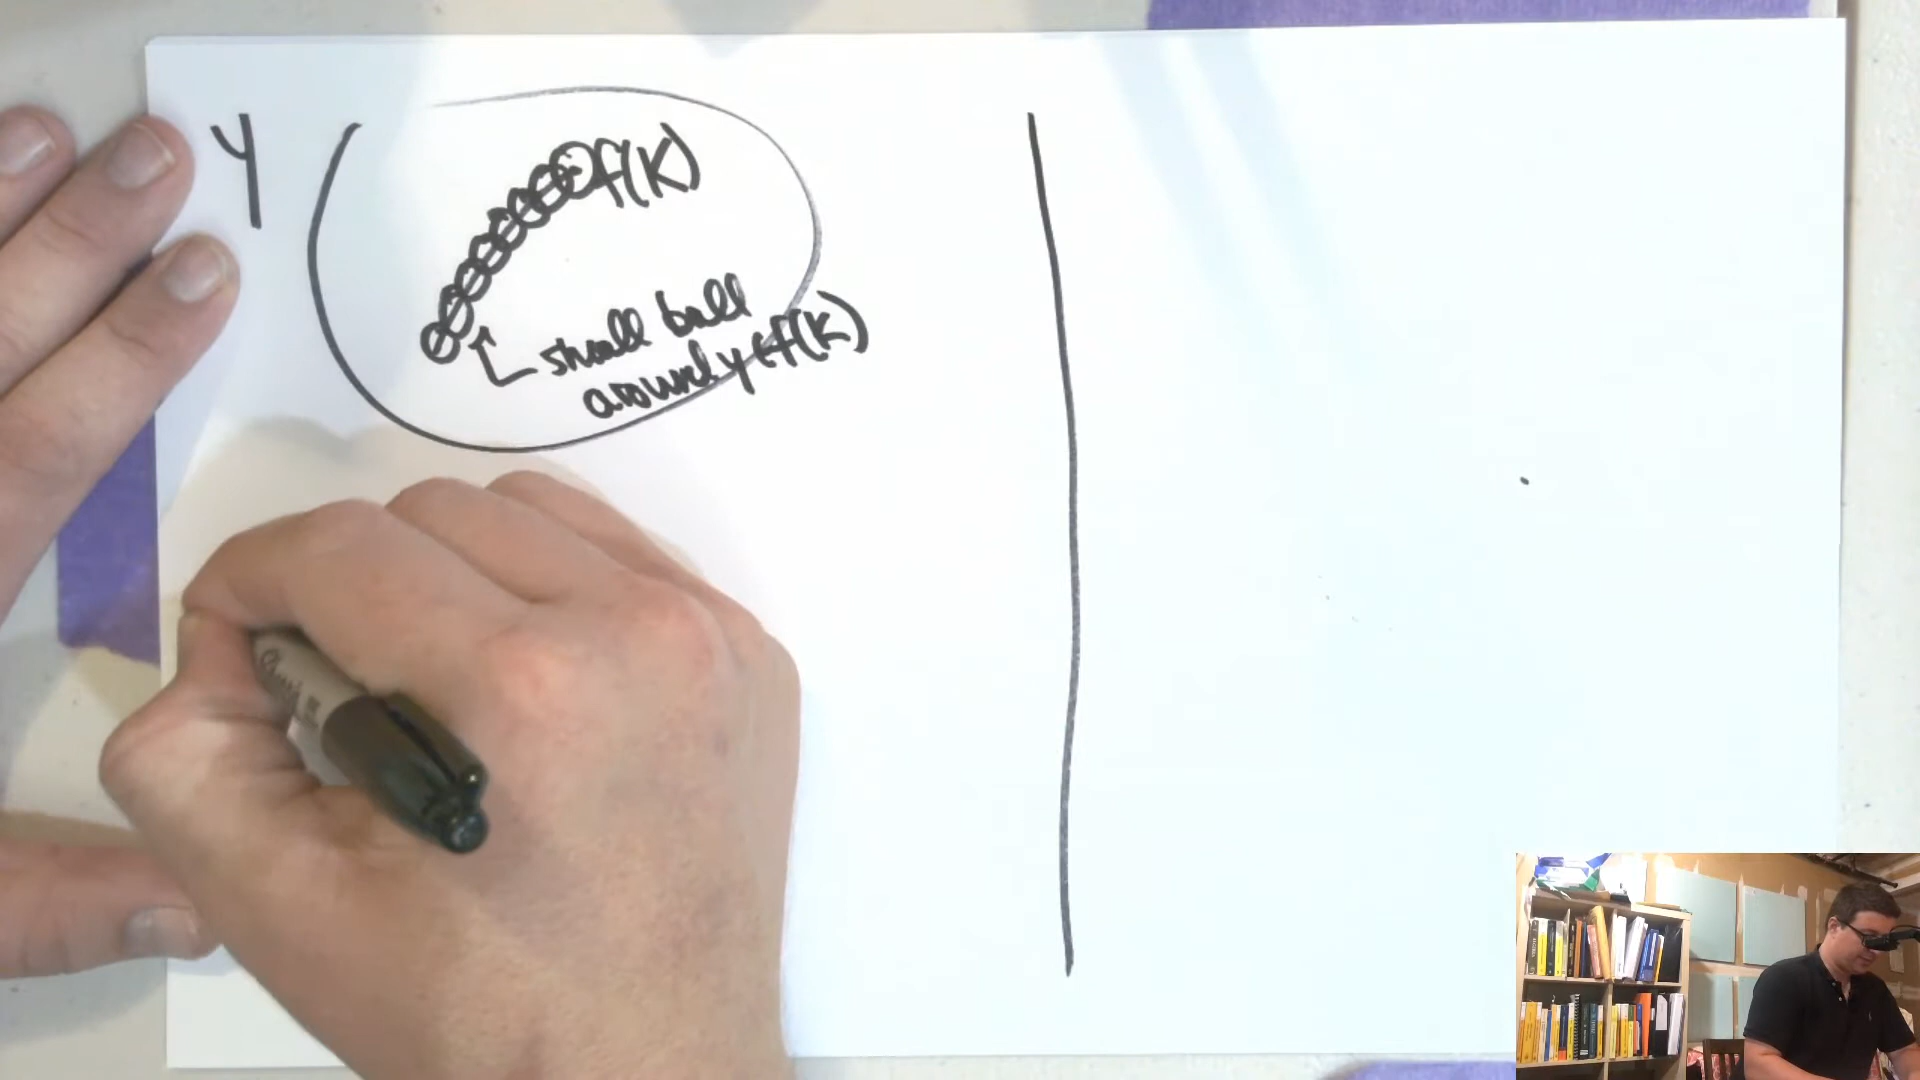 Y
f(K)
small ball
around y ∈ f(K)